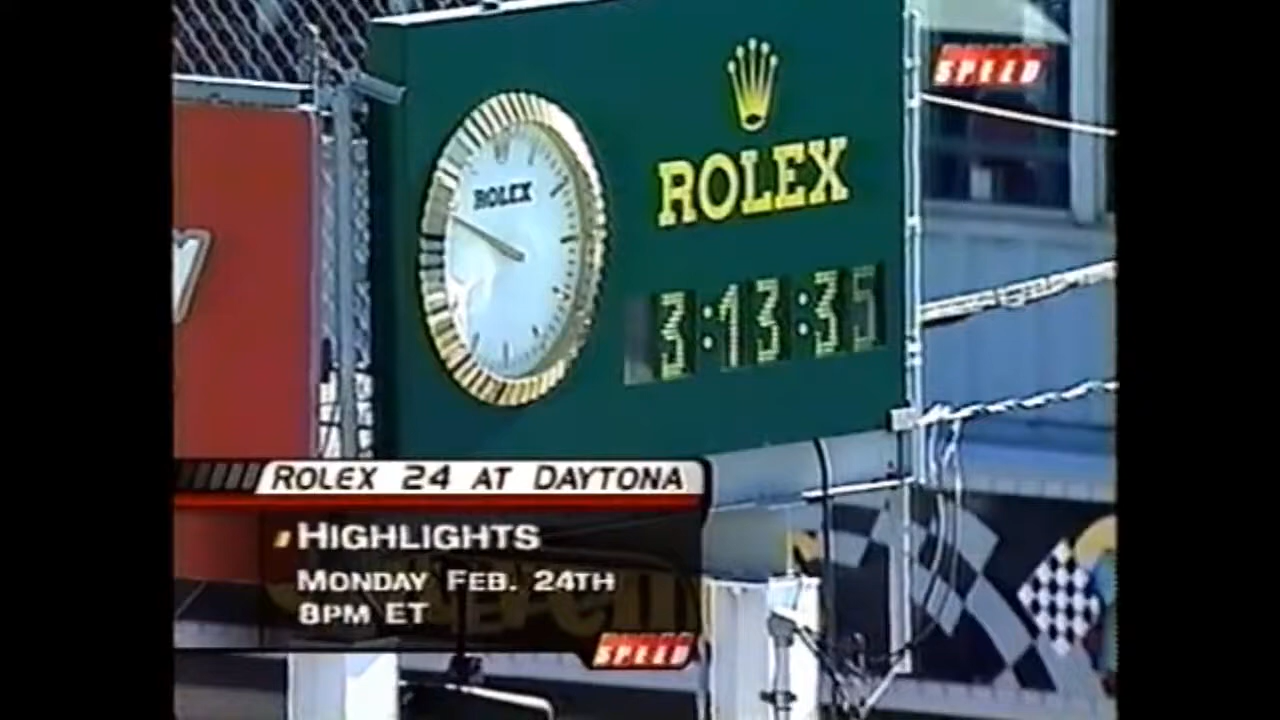 SPEED
ROLEX
ROLEX
3:13:35
ROLEX 24 AT DAYTONA
HIGHLIGHTS
MONDAY FEB. 24TH
8PM ET
SPEED